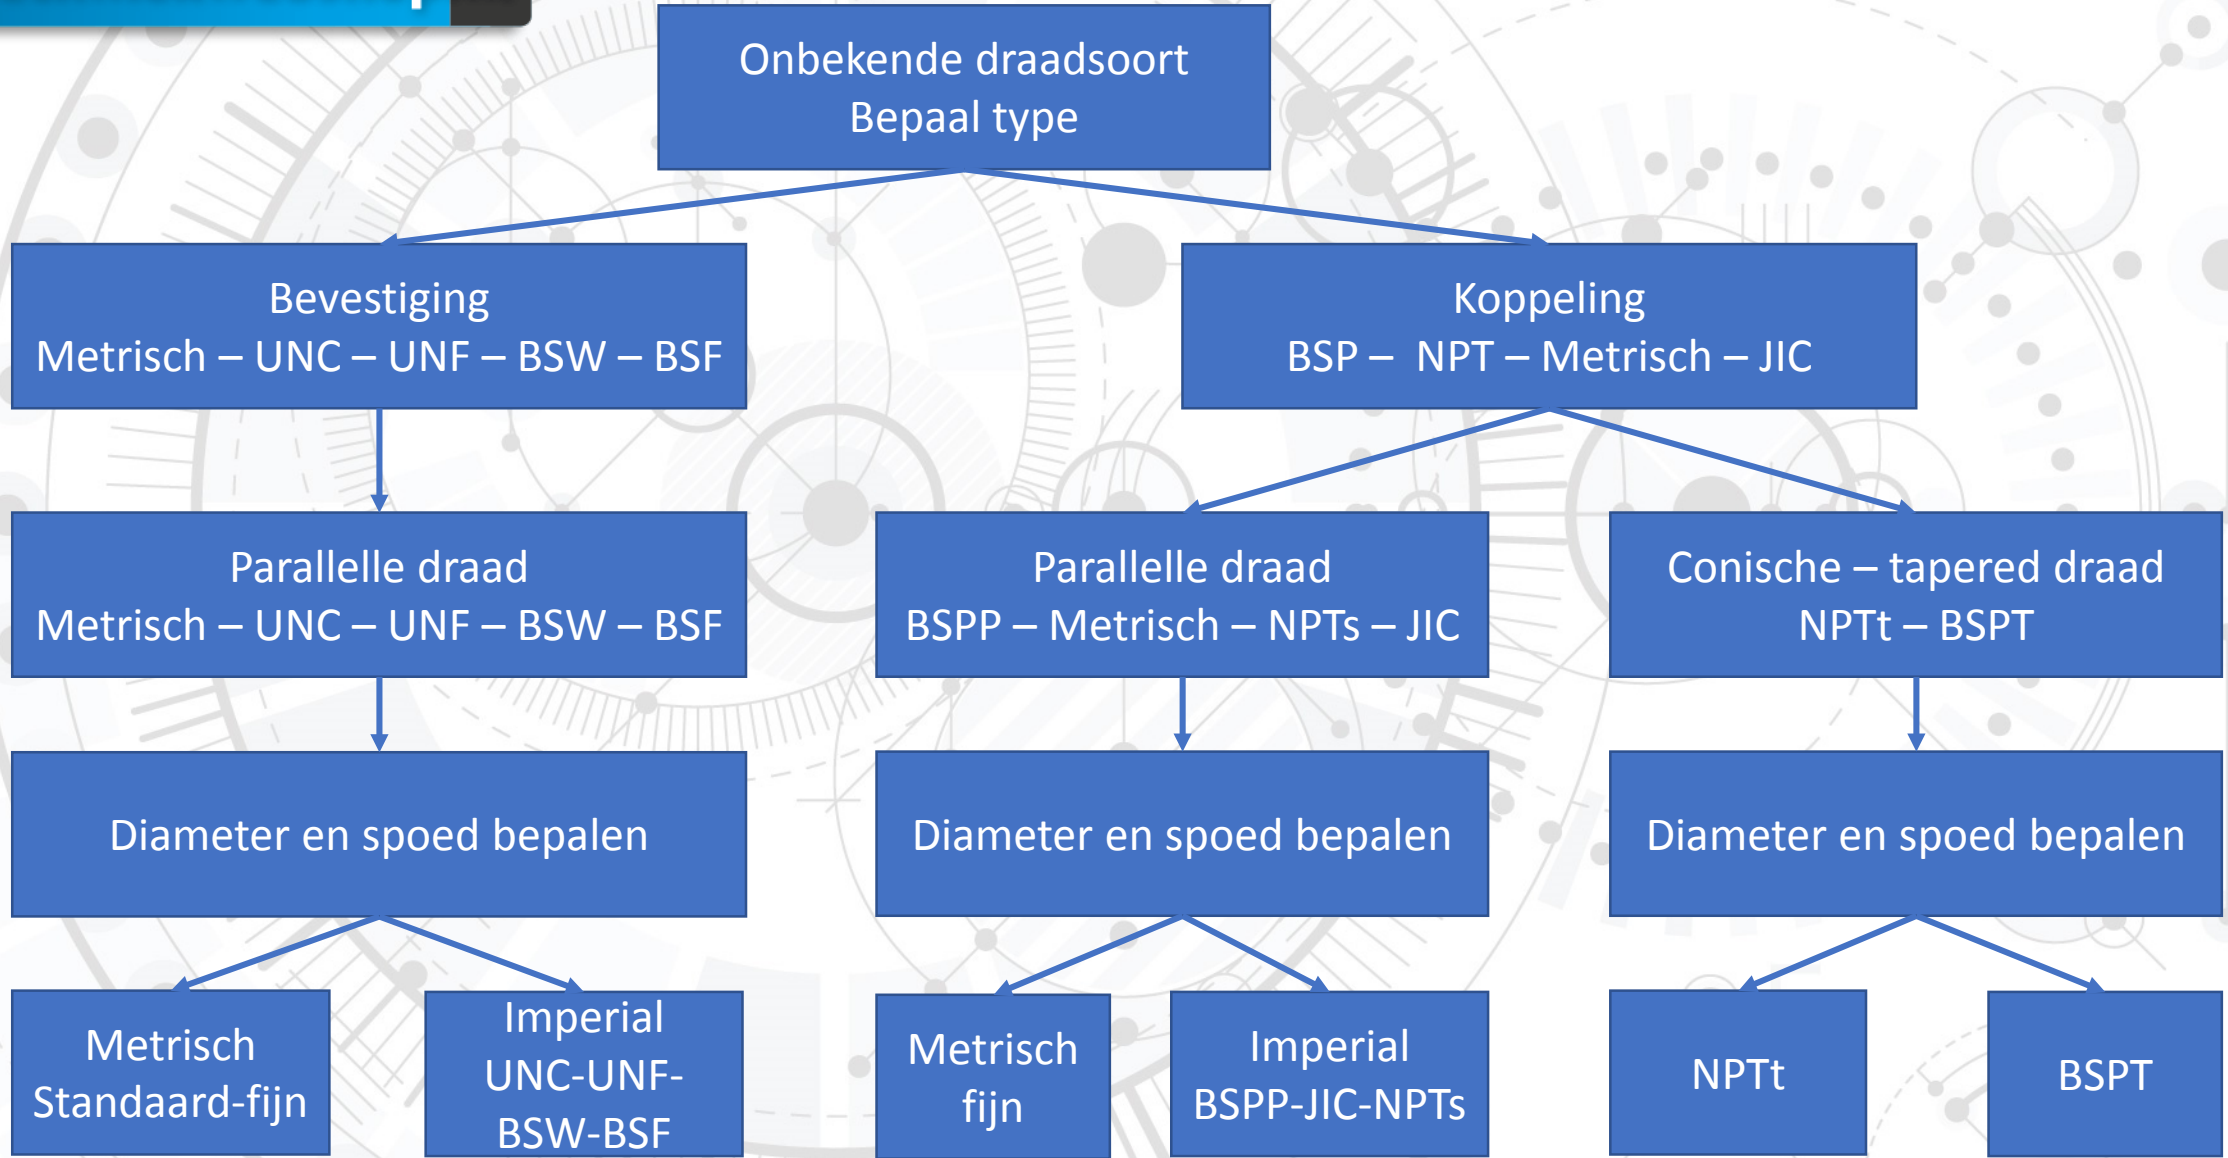 Onbekende draadsoort
Bepaal type
Bevestiging
Metrisch – UNC – UNF – BSW – BSF
Koppeling
BSP – NPT – Metrisch – JIC
Parallelle draad
Metrisch – UNC – UNF – BSW – BSF
Parallelle draad
BSPP – Metrisch – NPTs – JIC
Conische – tapered draad
NPTt – BSPT
Diameter en spoed bepalen
Diameter en spoed bepalen
Diameter en spoed bepalen
Metrisch
Standaard-fijn
Imperial
UNC-UNF-
BSW-BSF
Metrisch
fijn
Imperial
BSPP-JIC-NPTs
NPTt
BSPT